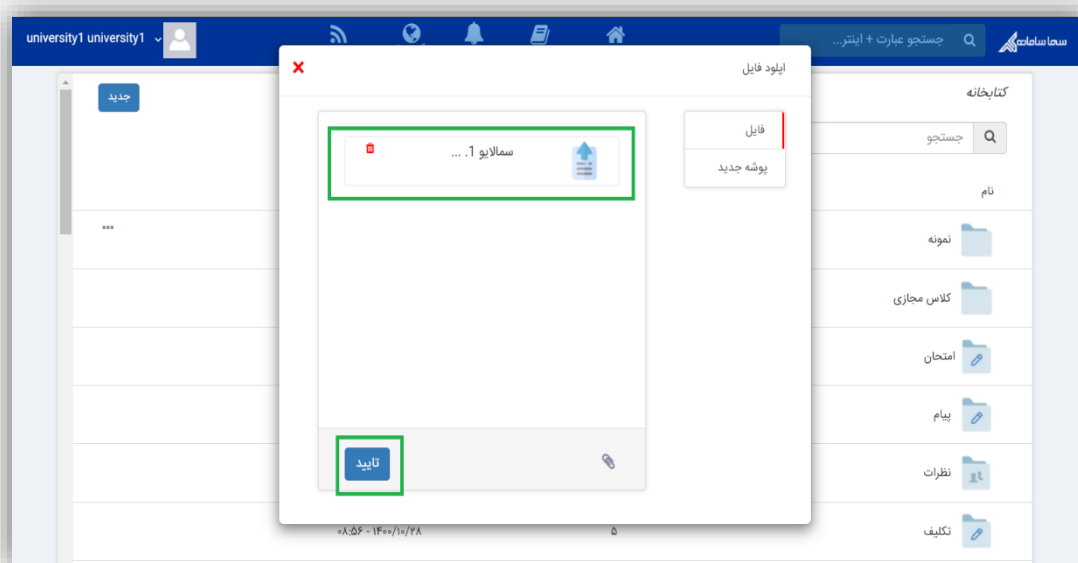 university1 university1
جستجو عبارت + اینتر...
سما سامانه
اپلود فایل
فایل
پوشه جدید
سمالایو 1. ...
تایید
کتابخانه
جدید
جستجو
نام
نمونه
کلاس مجازی
امتحان
پیام
نظرات
تکلیف
۵
۱۴۰۰/۱۰/۲۸ - ۰۸:۵۶